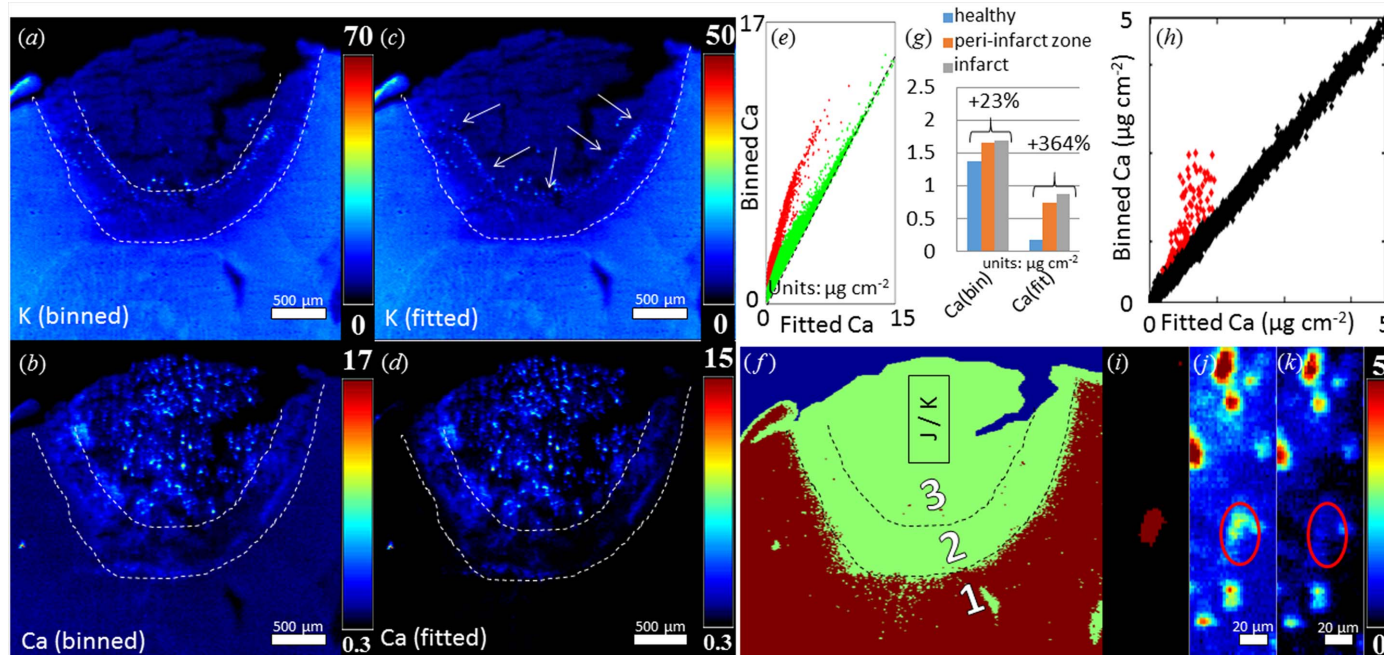 (a)
70
0
500 µm
K (binned)
(c)
50
0
500 µm
K (fitted)
(b)
17
0.3
500 µm
Ca (binned)
(d)
15
0.3
500 µm
Ca (fitted)
(e)
17
Binned Ca
0
Units: µg cm-2
0
Fitted Ca
15
(g)
healthy
peri-infarct zone
infarct
2.5
2
1.5
1
0.5
0
+23%
+364%
units: µg cm-2
Ca(bin)
Ca(fit)
(h)
5
Binned Ca (µg cm-2)
0
0
Fitted Ca (µg cm-2)
5
(f)
J / K
3
2
1
(i)
(j)
20 µm
(k)
20 µm
5
0